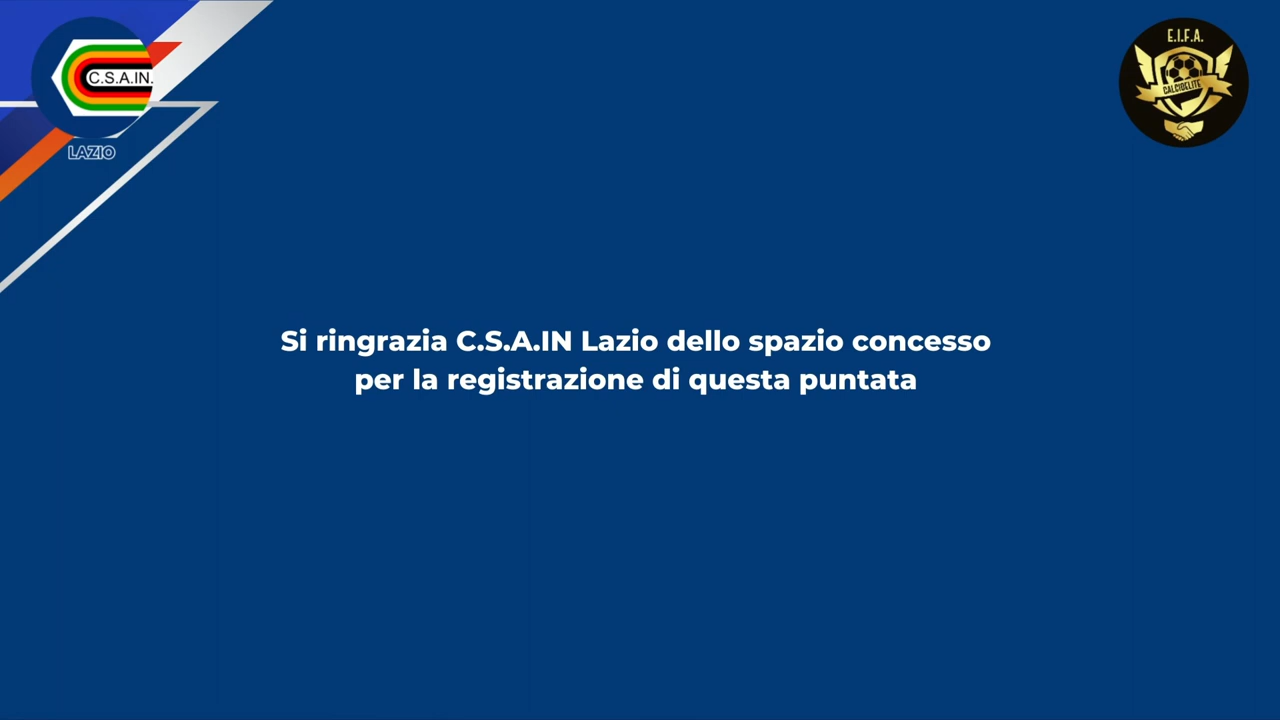 C.S.A.IN.
LAZIO
E.I.F.A.
CALCIOELITE
Si ringrazia C.S.A.IN Lazio dello spazio concesso
per la registrazione di questa puntata